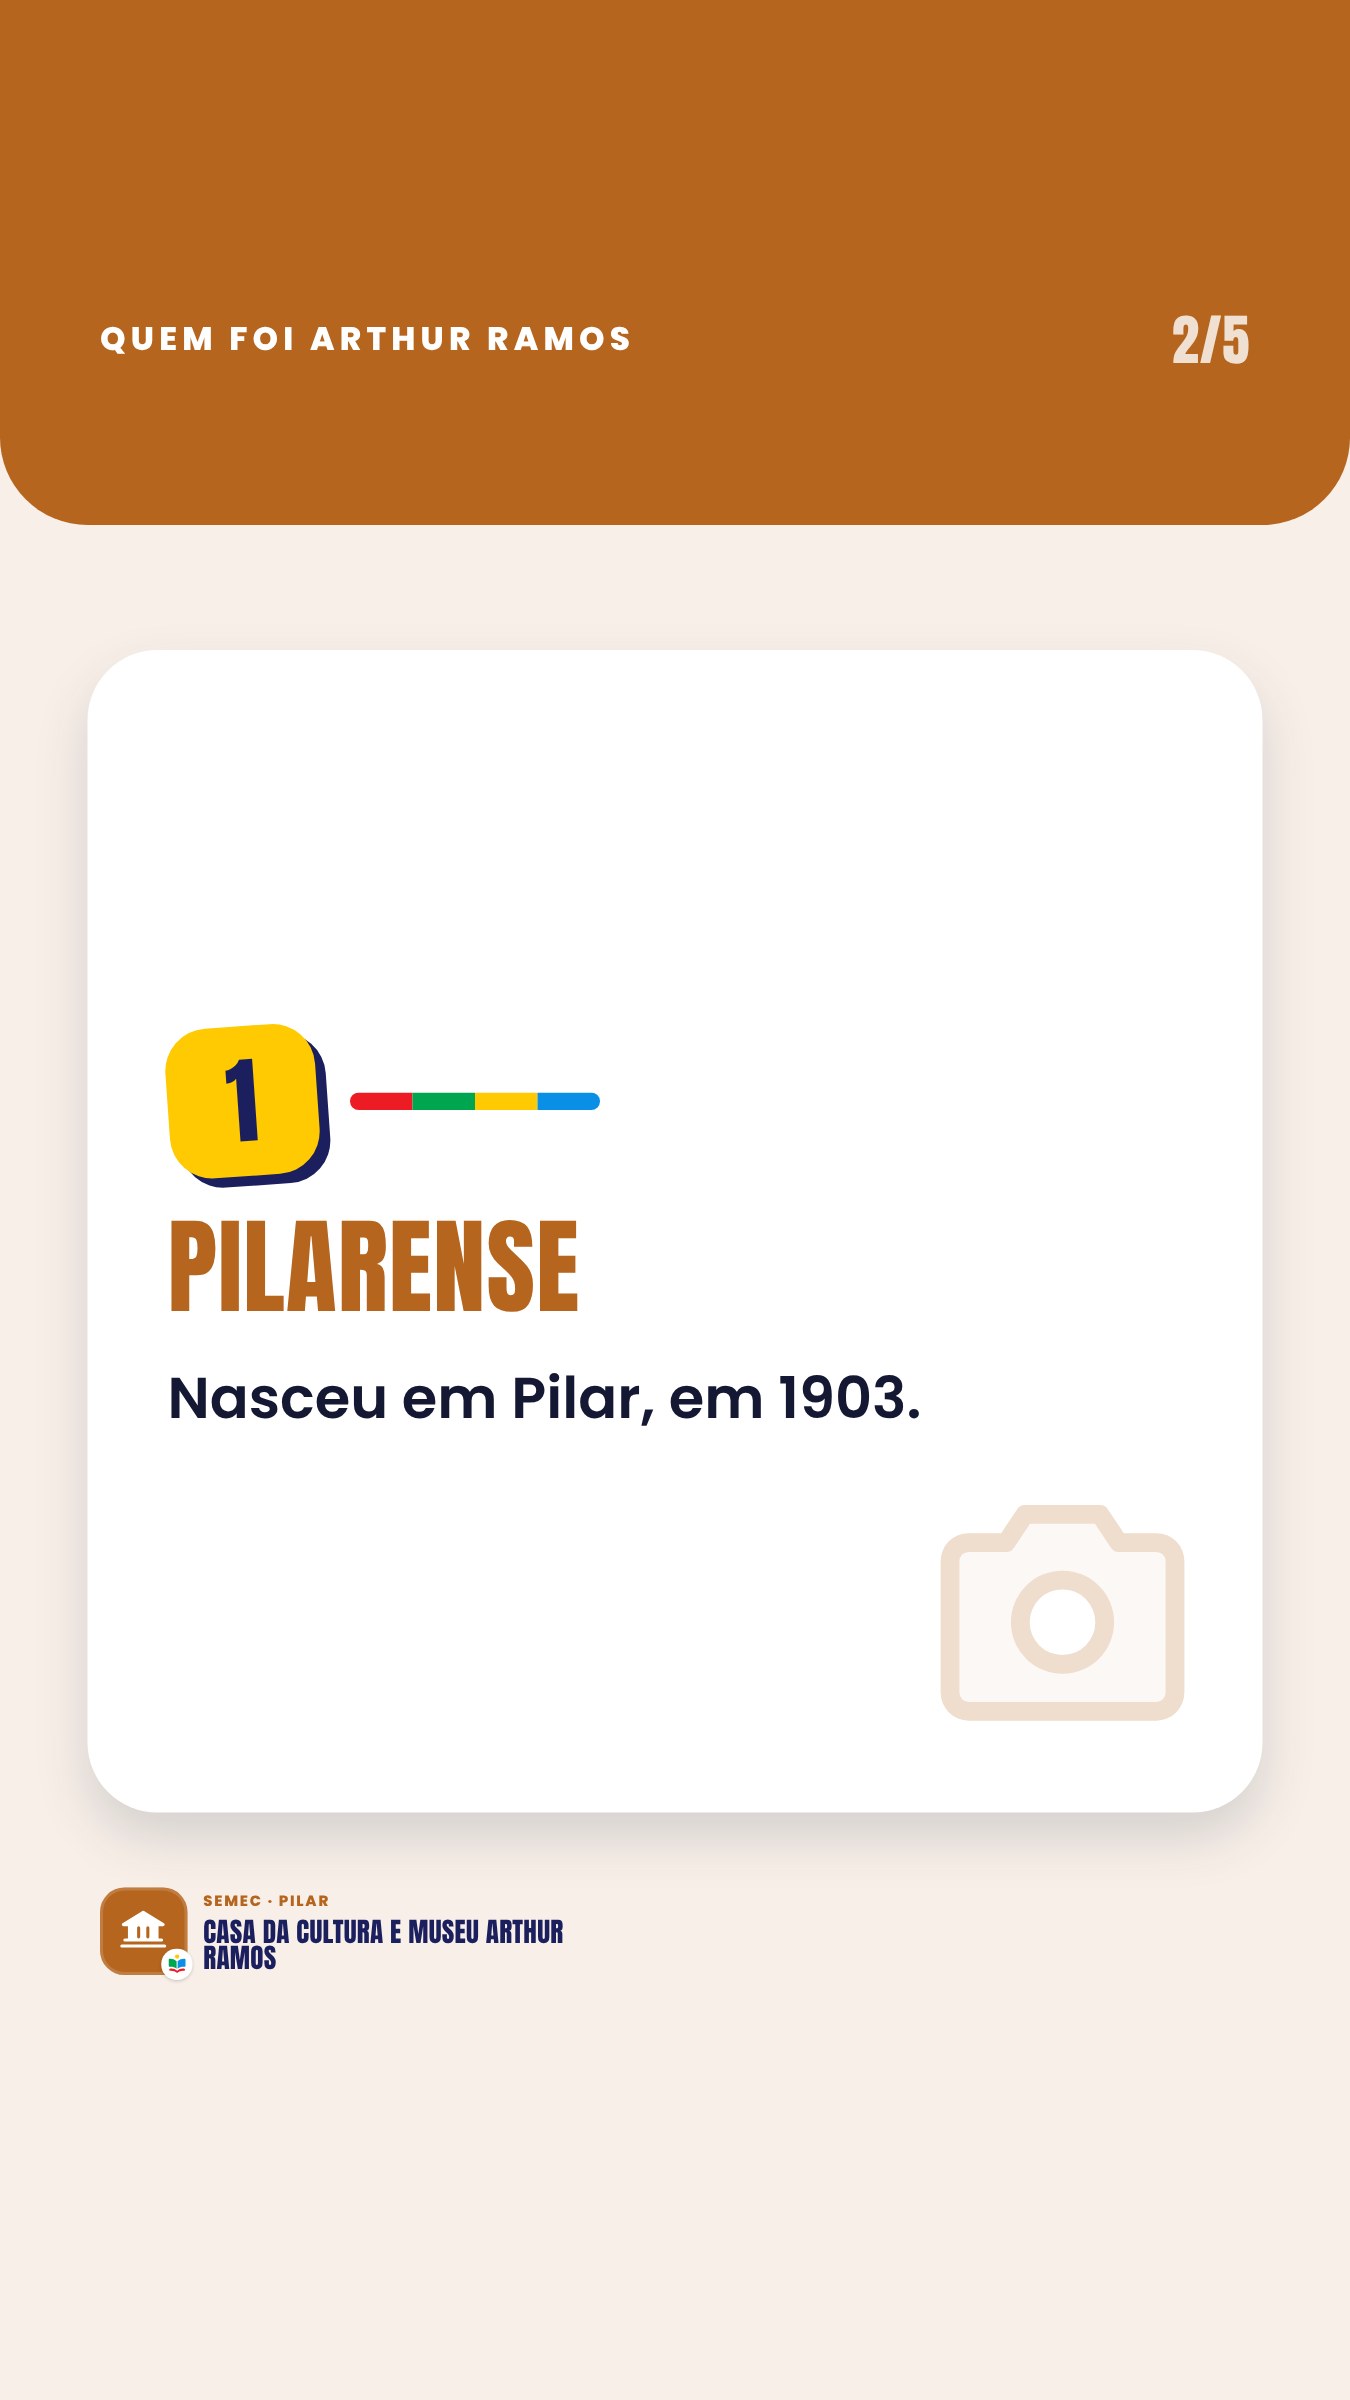 QUEM FOI ARTHUR RAMOS
2/5
1
PILARENSE
Nasceu em Pilar, em 1903.
SEMEC · PILAR
CASA DA CULTURA E MUSEU ARTHUR
RAMOS